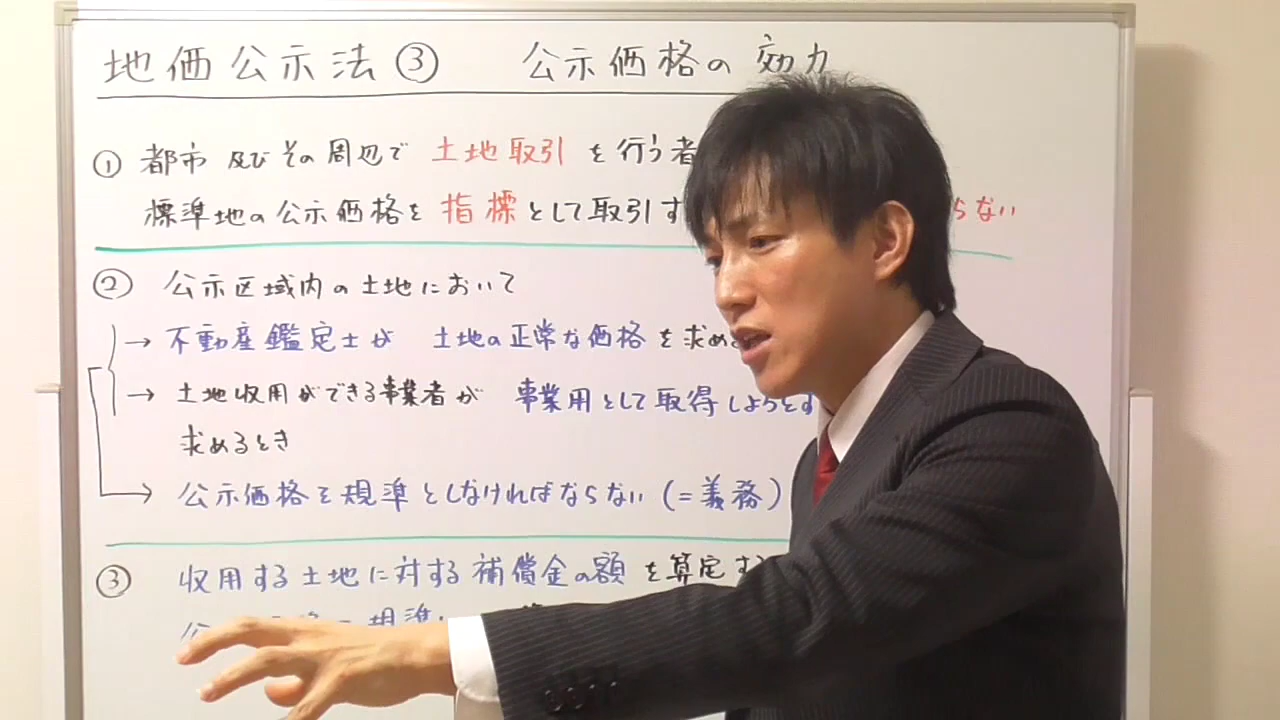 地価公示法③ 公示価格の効力
① 都市及びその周辺で 土地取引 を行う者
標準地の公示価格を 指標 として取引す らない
② 公示区域内の土地において
→ 不動産鑑定士が 土地の正常な価格を求め
→ 土地収用ができる事業者が 事業用として取得しようとす
求めるとき
→ 公示価格を規準としなければならない (=義務)
③ 収用する土地に対する補償金の額 を算定する
公 規準